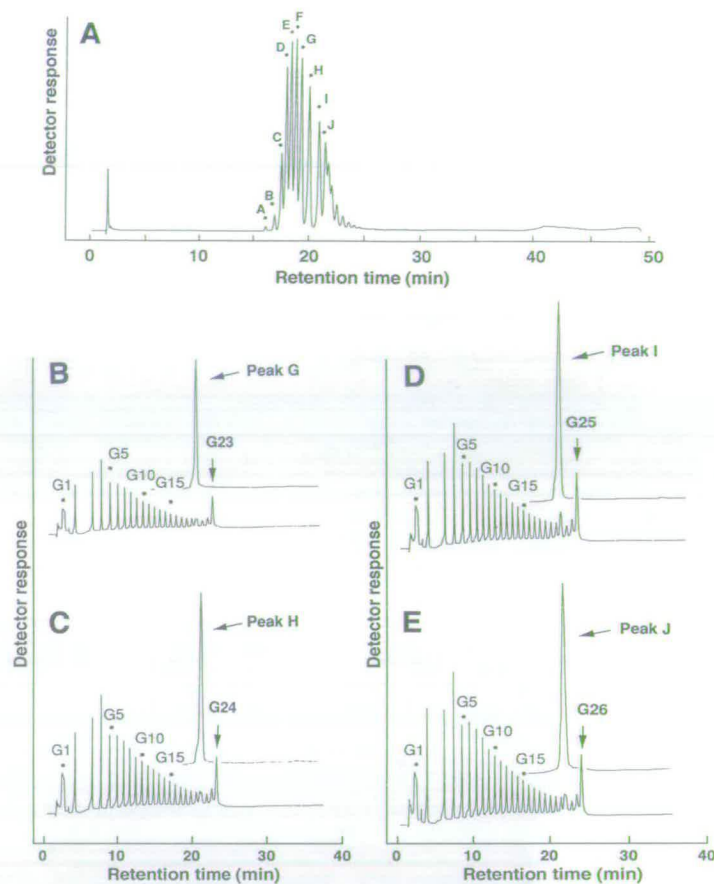 A
Detector response
A
B
C
D
E
F
G
H
I
J
0 10 20 30 40 50
Retention time (min)
B
Peak G
G1
G5
G10
G15
G23
D
Peak I
G1
G5
G10
G15
G25
Detector response
Detector response
C
Peak H
G1
G5
G10
G15
G24
E
Peak J
G1
G5
G10
G15
G26
0 10 20 30 40
Retention time (min)
0 10 20 30 40
Retention time (min)